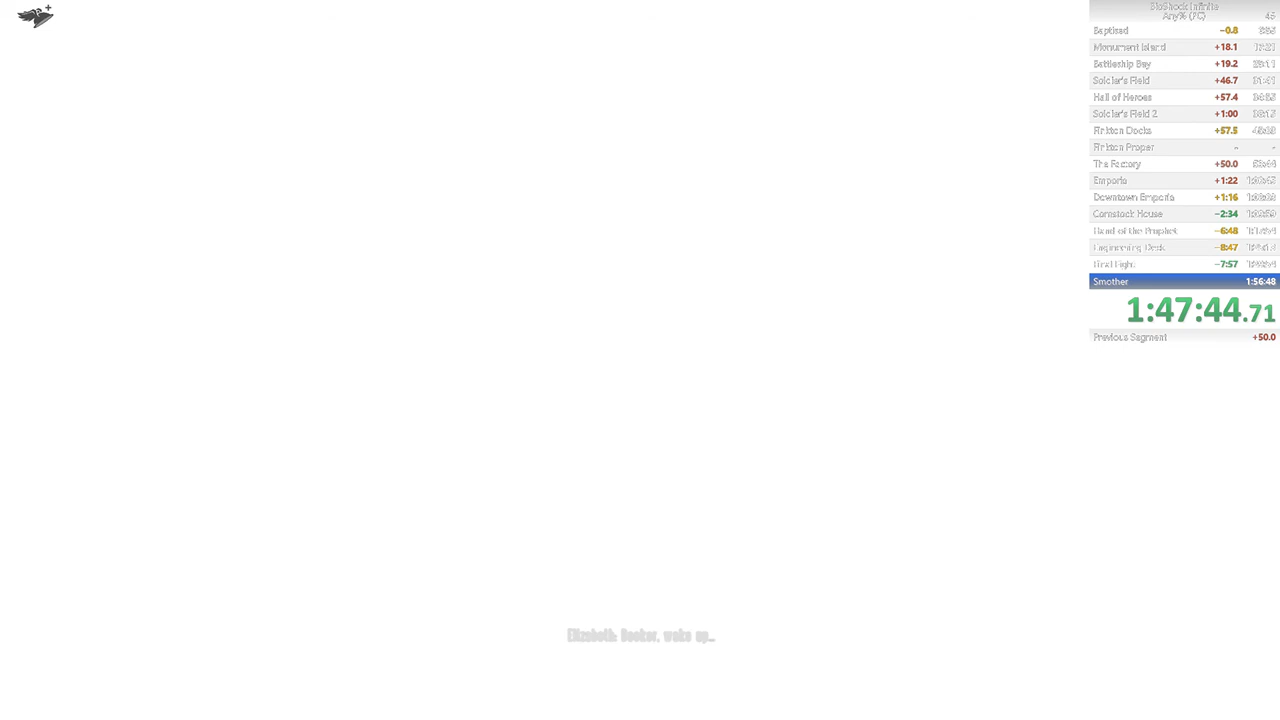 BioShock Infinite
Any% (PC)
45
Baptised −0.8
Monument Island +18.1
Battleship Bay +19.2
Soldier's Field +46.7
Hall of Heroes +57.4
Soldier's Field 2 +1:00
Finkton Docks +57.5
Finkton Proper - -
The Factory +50.0
Emporia +1:22
Downtown Emporia +1:16
Comstock House −2:34
Hand of the Prophet −6:48
Engineering Deck −8:47
Final Fight −7:57
Smother 1:56:48
1:47:44.71
Previous Segment +50.0
Elizabeth: Booker, wake up...